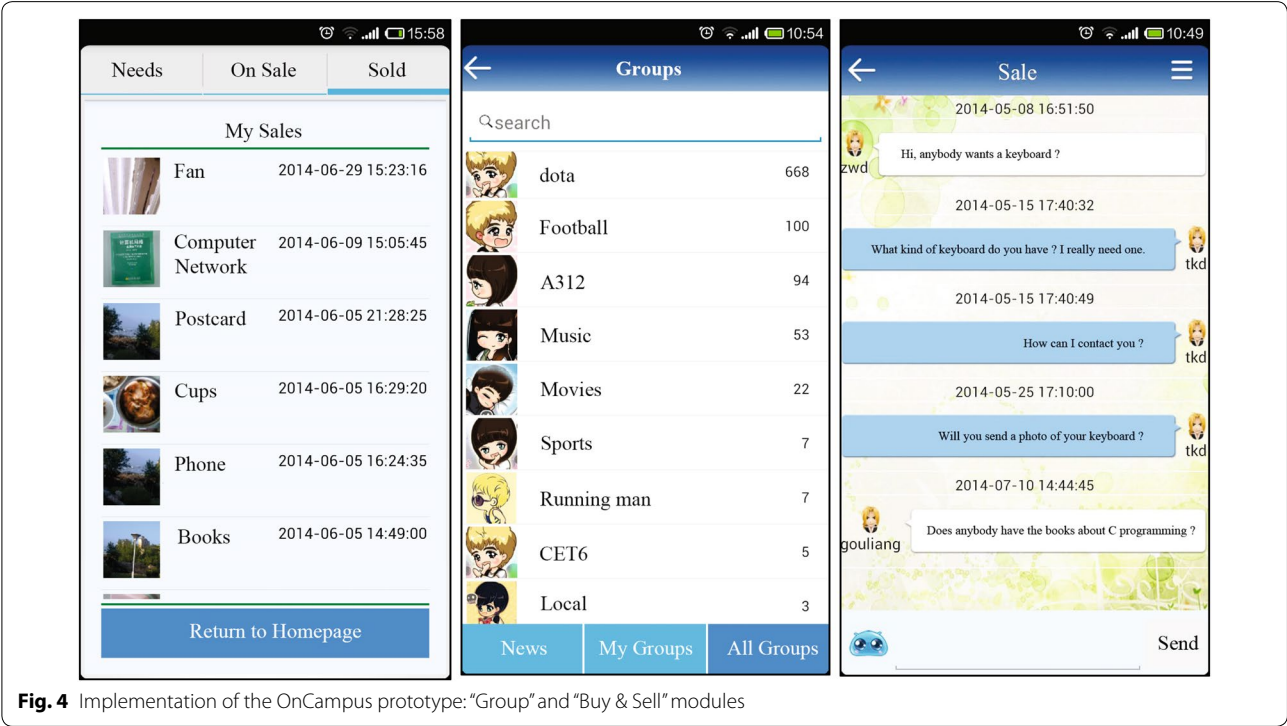 15:58
Needs On Sale Sold
My Sales
Fan 2014-06-29 15:23:16
Computer 2014-06-09 15:05:45
Network
Postcard 2014-06-05 21:28:25
Cups 2014-06-05 16:29:20
Phone 2014-06-05 16:24:35
Books 2014-06-05 14:49:00
Return to Homepage
10:54
Groups
search
dota 668
Football 100
A312 94
Music 53
Movies 22
Sports 7
Running man 7
CET6 5
Local 3
News My Groups All Groups
10:49
Sale
2014-05-08 16:51:50
Hi, anybody wants a keyboard ?
zwd
2014-05-15 17:40:32
What kind of keyboard do you have ? I really need one.
tkd
2014-05-15 17:40:49
How can I contact you ?
tkd
2014-05-25 17:10:00
Will you send a photo of your keyboard ?
tkd
2014-07-10 14:44:45
Does anybody have the books about C programming ?
gouliang
Send
Fig. 4 Implementation of the OnCampus prototype: “Group” and “Buy & Sell” modules